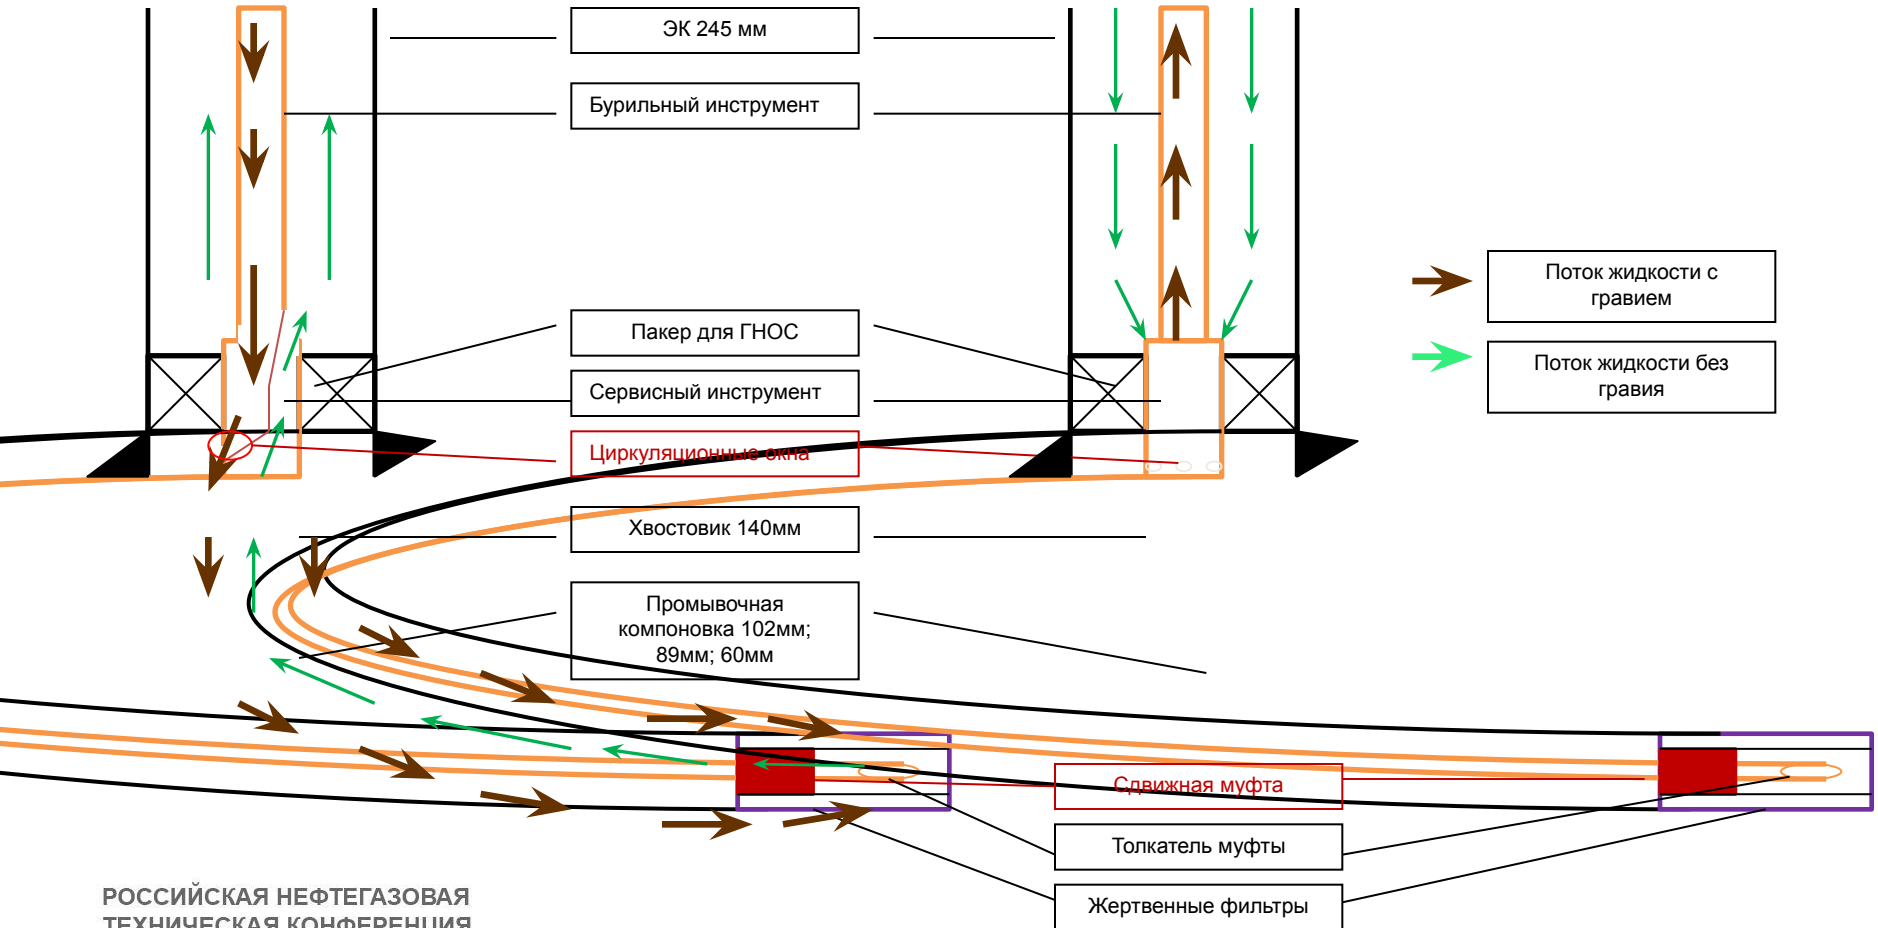 ЭК 245 мм
Бурильный инструмент
Поток жидкости с
гравием
Пакер для ГНОС
Поток жидкости без
гравия
Сервисный инструмент
Циркуляционные окна
Хвостовик 140мм
Промывочная
компоновка 102мм;
89мм; 60мм
Сдвижная муфта
Толкатель муфты
Жертвенные фильтры
РОССИЙСКАЯ НЕФТЕГАЗОВАЯ
ТЕХНИЧЕСКАЯ КОНФЕРЕНЦИЯ